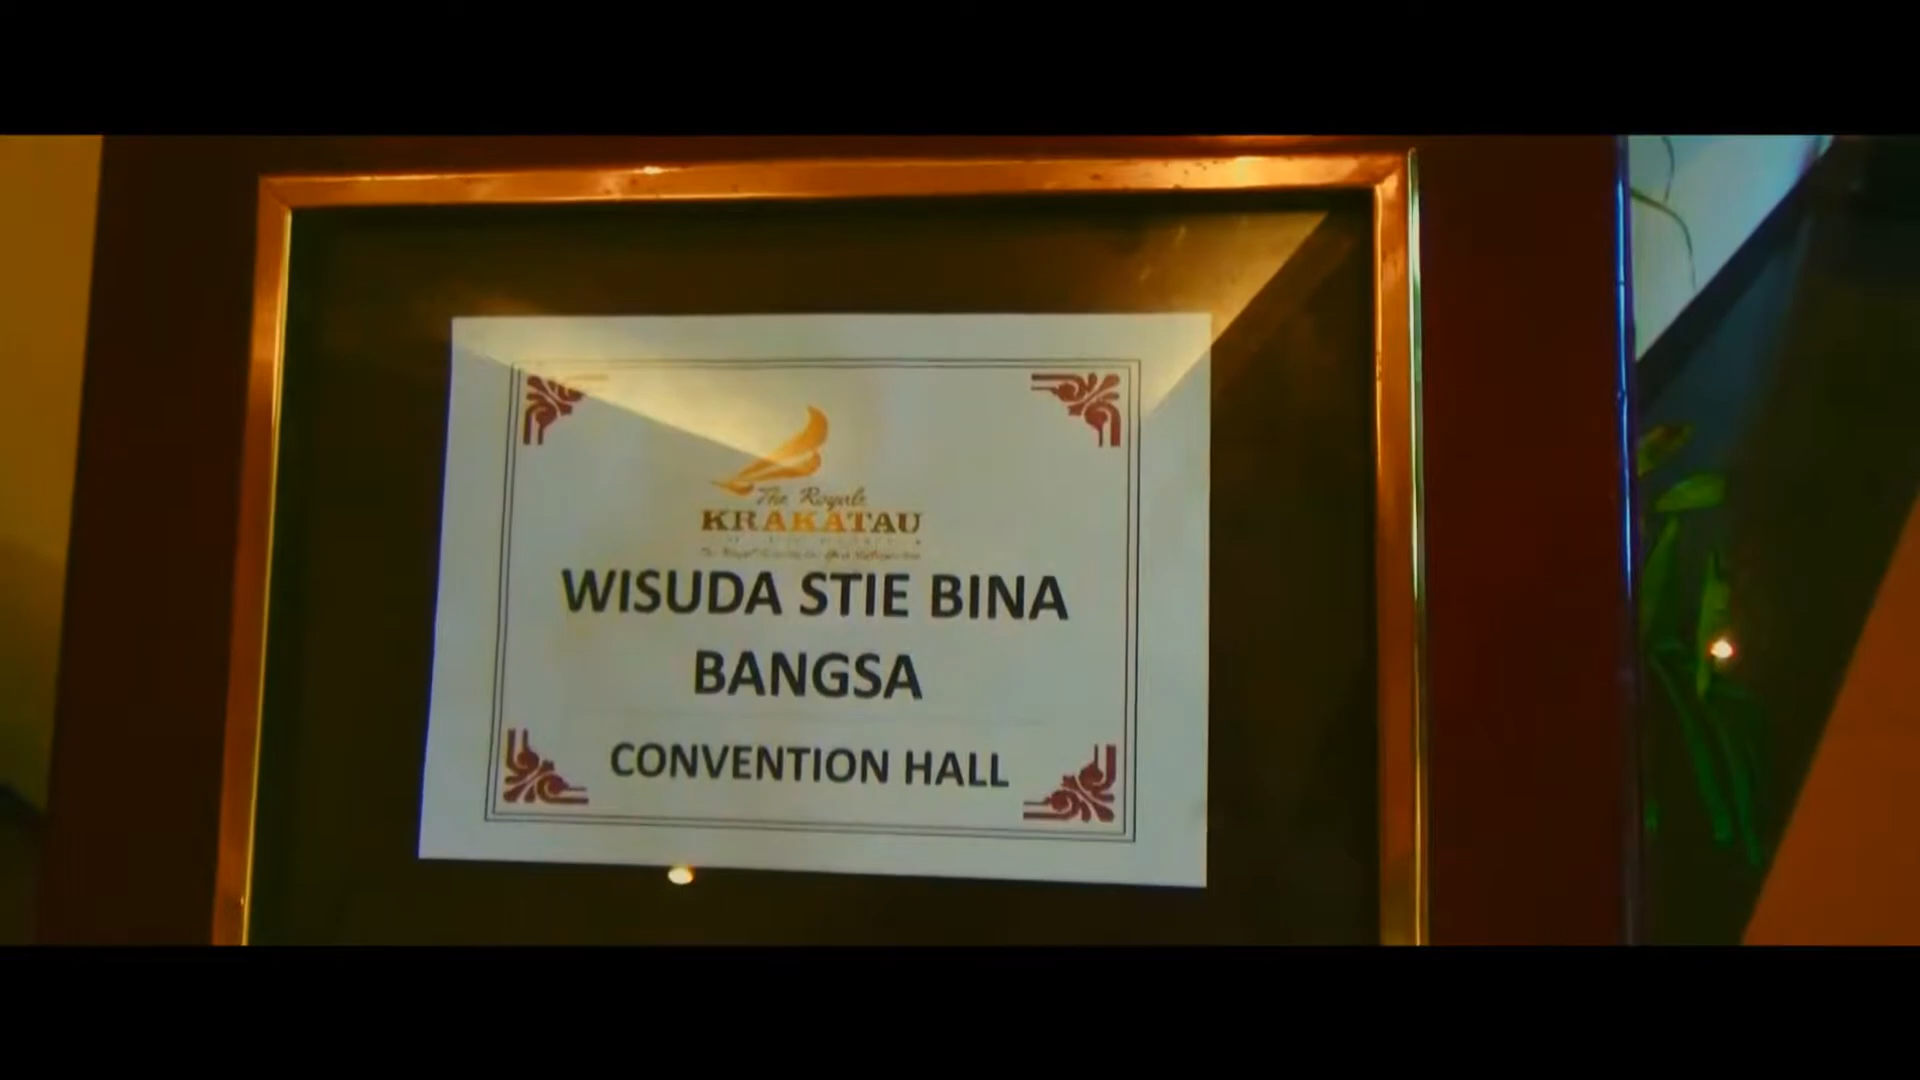 The Royale
KRAKATAU
WISUDA STIE BINA
BANGSA
CONVENTION HALL